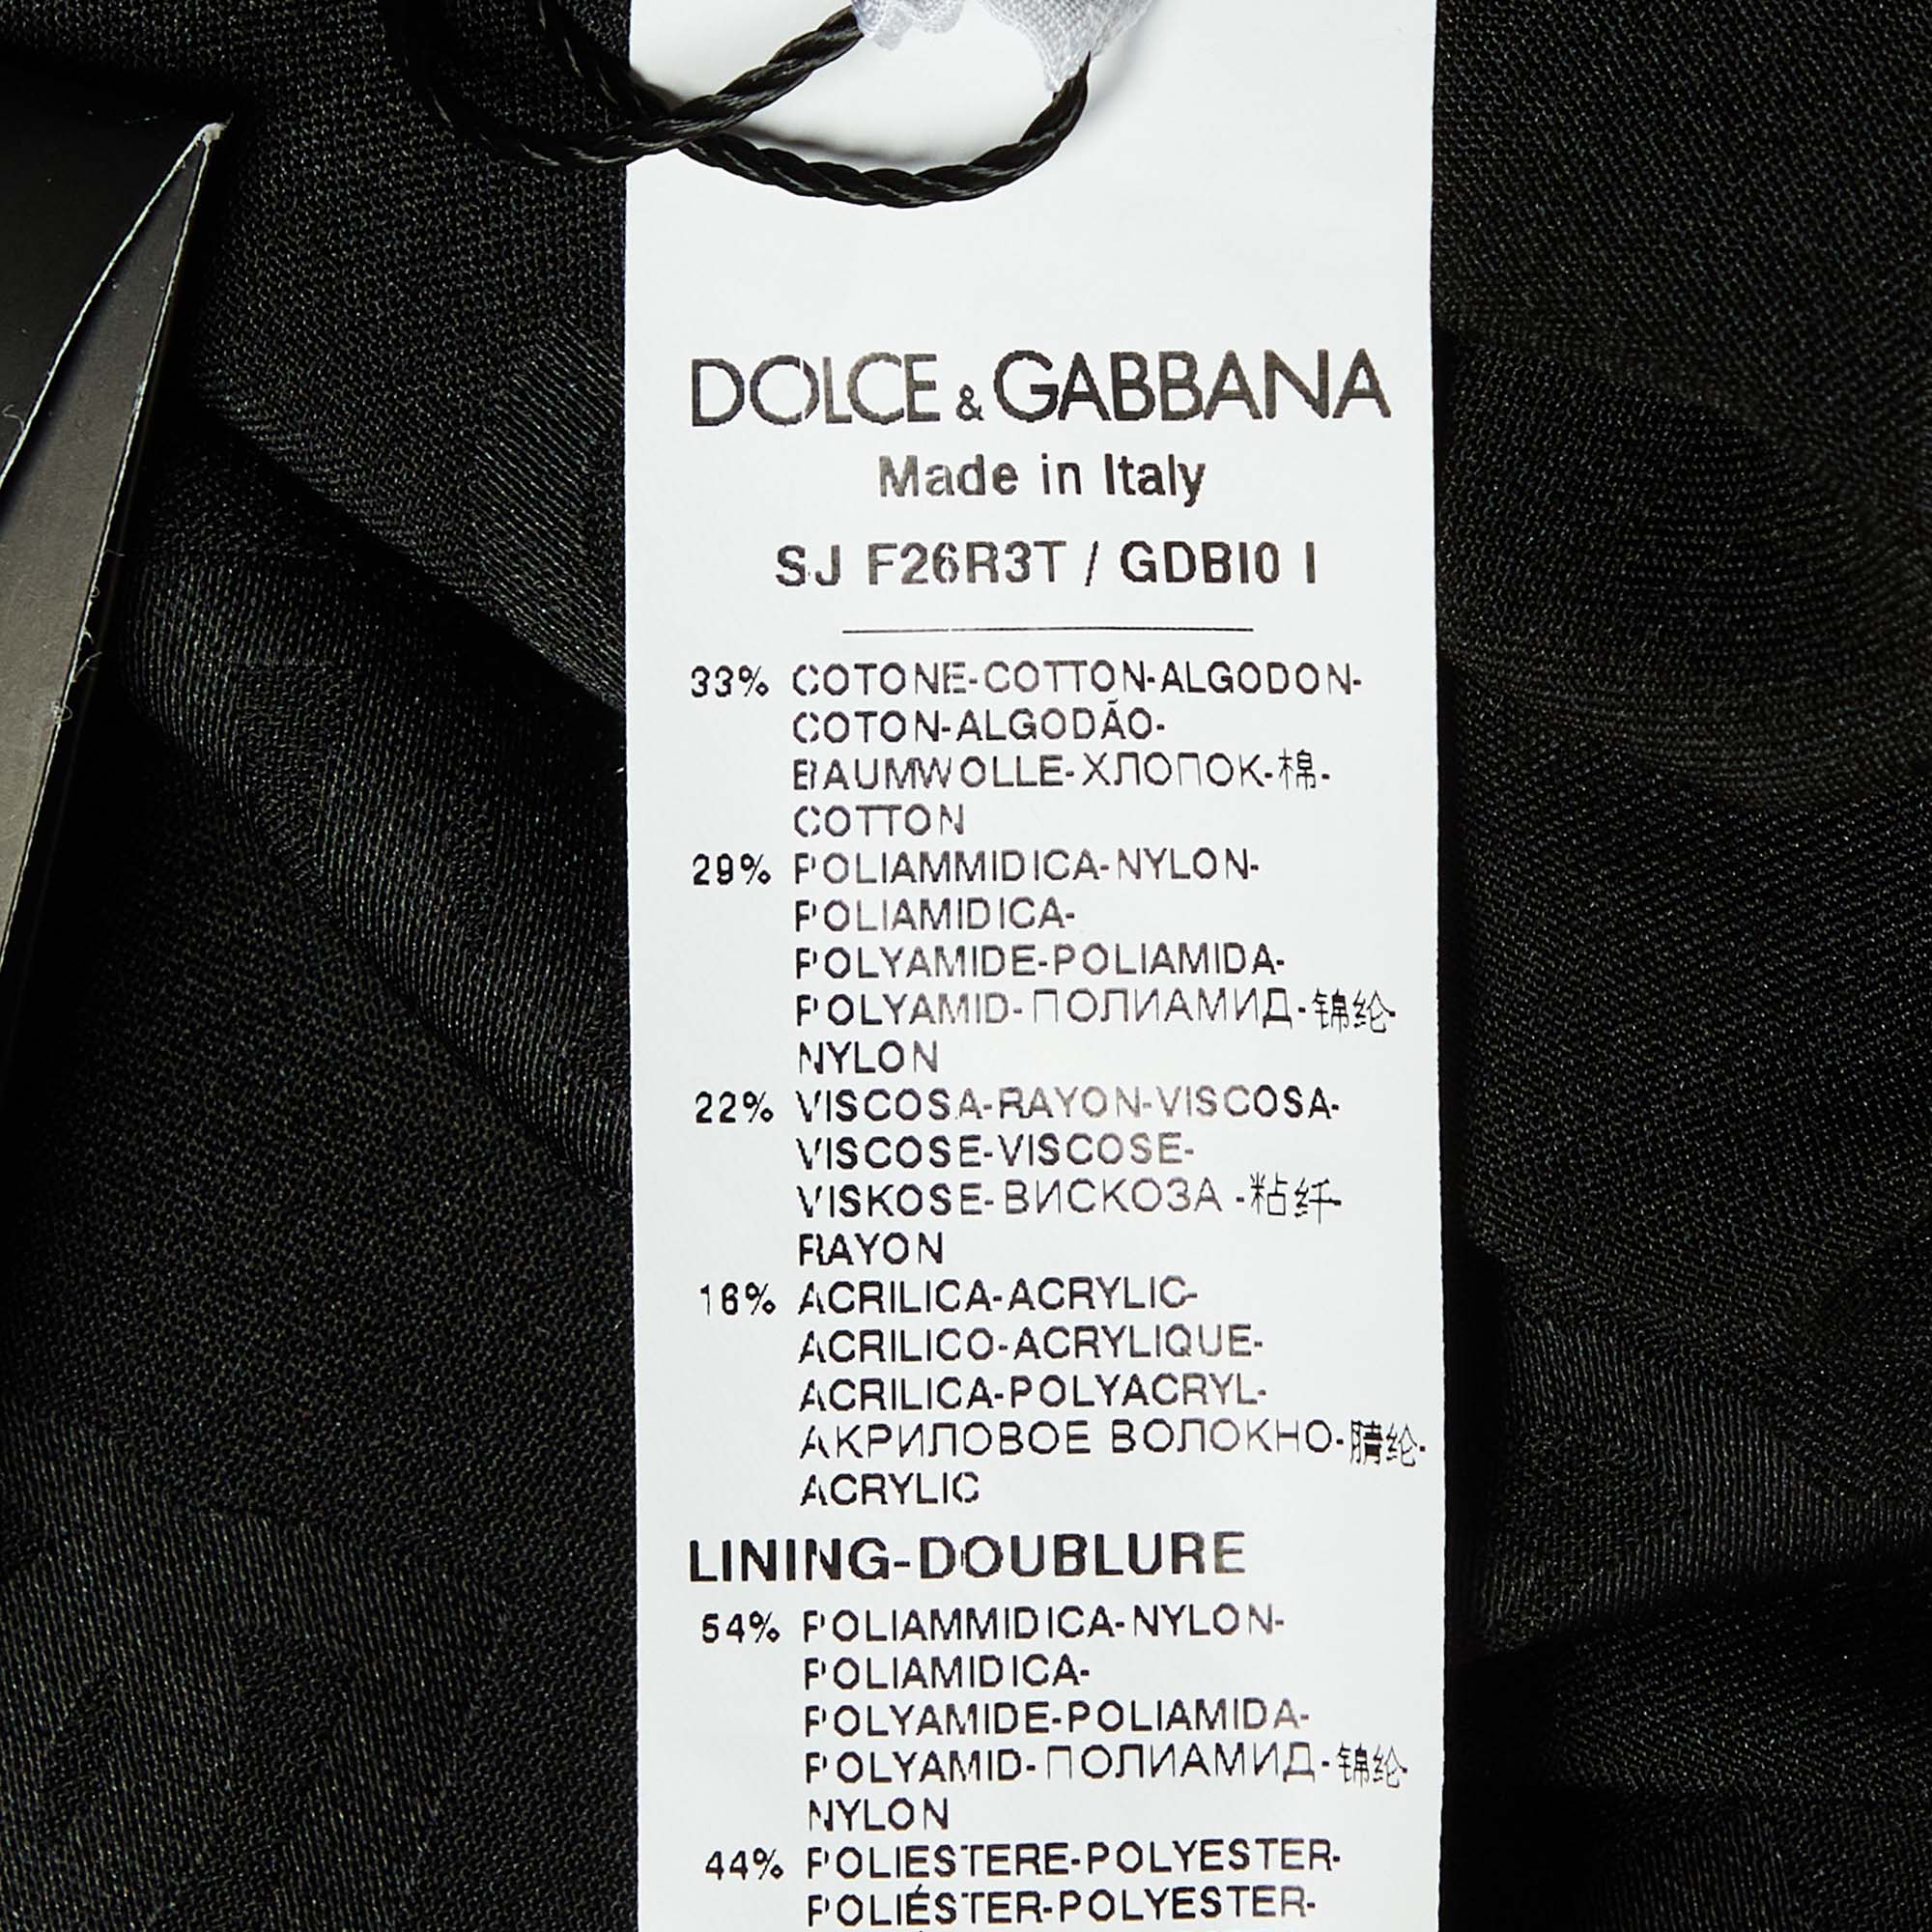 DOLCE & GABBANA
Made in Italy
SJ F26R3T / GDBI0 I
33% COTONE-COTTON-ALGODON-
COTON-ALGODÃO-
BAUMWOLLE-ХЛОПОК-棉-
COTTON
29% POLIAMMIDICA-NYLON-
POLIAMIDICA-
POLYAMIDE-POLIAMIDA-
POLYAMID-ПОЛИАМИД-锦纶-
NYLON
22% VISCOSA-RAYON-VISCOSA-
VISCOSE-VISCOSE-
VISKOSE-ВИСКОЗА -粘纤-
RAYON
16% ACRILICA-ACRYLIC-
ACRILICO-ACRYLIQUE-
ACRILICA-POLYACRYL-
АКРИЛОВОЕ ВОЛОКНО-腈纶-
ACRYLIC
LINING-DOUBLURE
54% POLIAMMIDICA-NYLON-
POLIAMIDICA-
POLYAMIDE-POLIAMIDA-
POLYAMID-ПОЛИАМИД-锦纶-
NYLON
44% POLIESTERE-POLYESTER-
POLIÉSTER-POLYESTER-